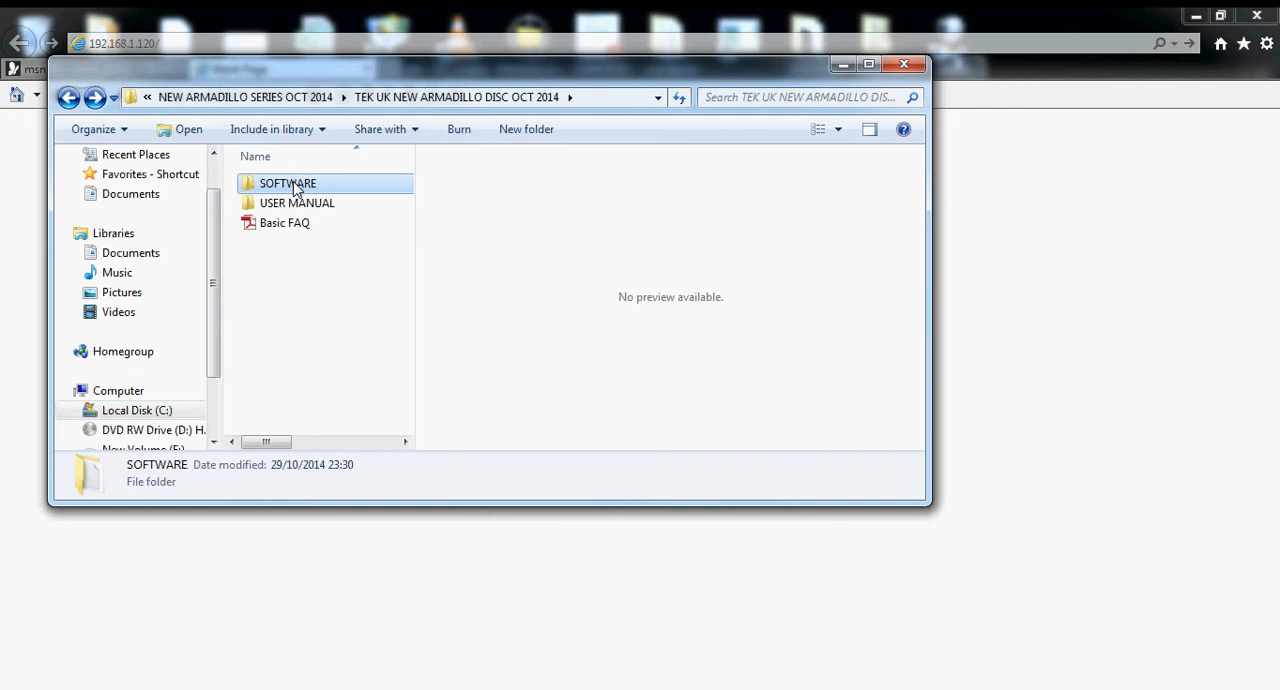 192.168.1.120/
msn
« NEW ARMADILLO SERIES OCT 2014 TEK UK NEW ARMADILLO DISC OCT 2014
Search TEK UK NEW ARMADILLO DIS...
Organize Open Include in library Share with Burn New folder
Recent Places
Favorites - Shortcut
Documents
Libraries
Documents
Music
Pictures
Videos
Homegroup
Computer
Local Disk (C:)
DVD RW Drive (D:) H.
New Volume (F:)
Name
SOFTWARE
USER MANUAL
Basic FAQ
No preview available.
SOFTWARE Date modified: 29/10/2014 23:30
File folder